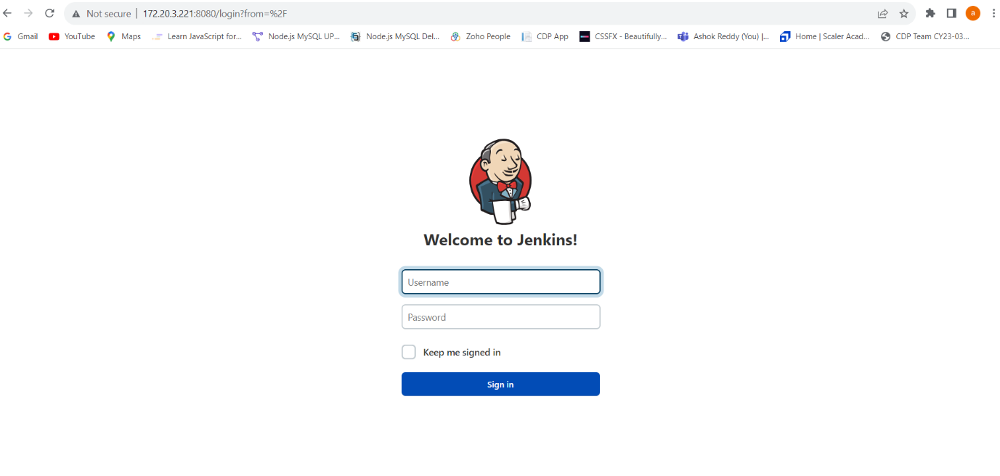 Not secure | 172.20.3.221:8080/login?from=%2F a
Gmail YouTube Maps Learn JavaScript for... Node.js MySQL UP... Node.js MySQL Del... Zoho People CDP App CSSFX - Beautifully... Ashok Reddy (You) |... Home | Scaler Acad... CDP Team CY23-03...
Welcome to Jenkins!
Username
Password
Keep me signed in
Sign in